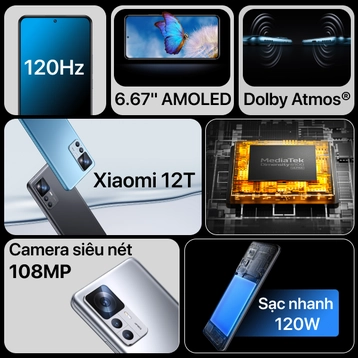 120Hz
6.67" AMOLED
Dolby Atmos®
Xiaomi 12T
MediaTek
Camera siêu nét
108MP
Sạc nhanh
120W